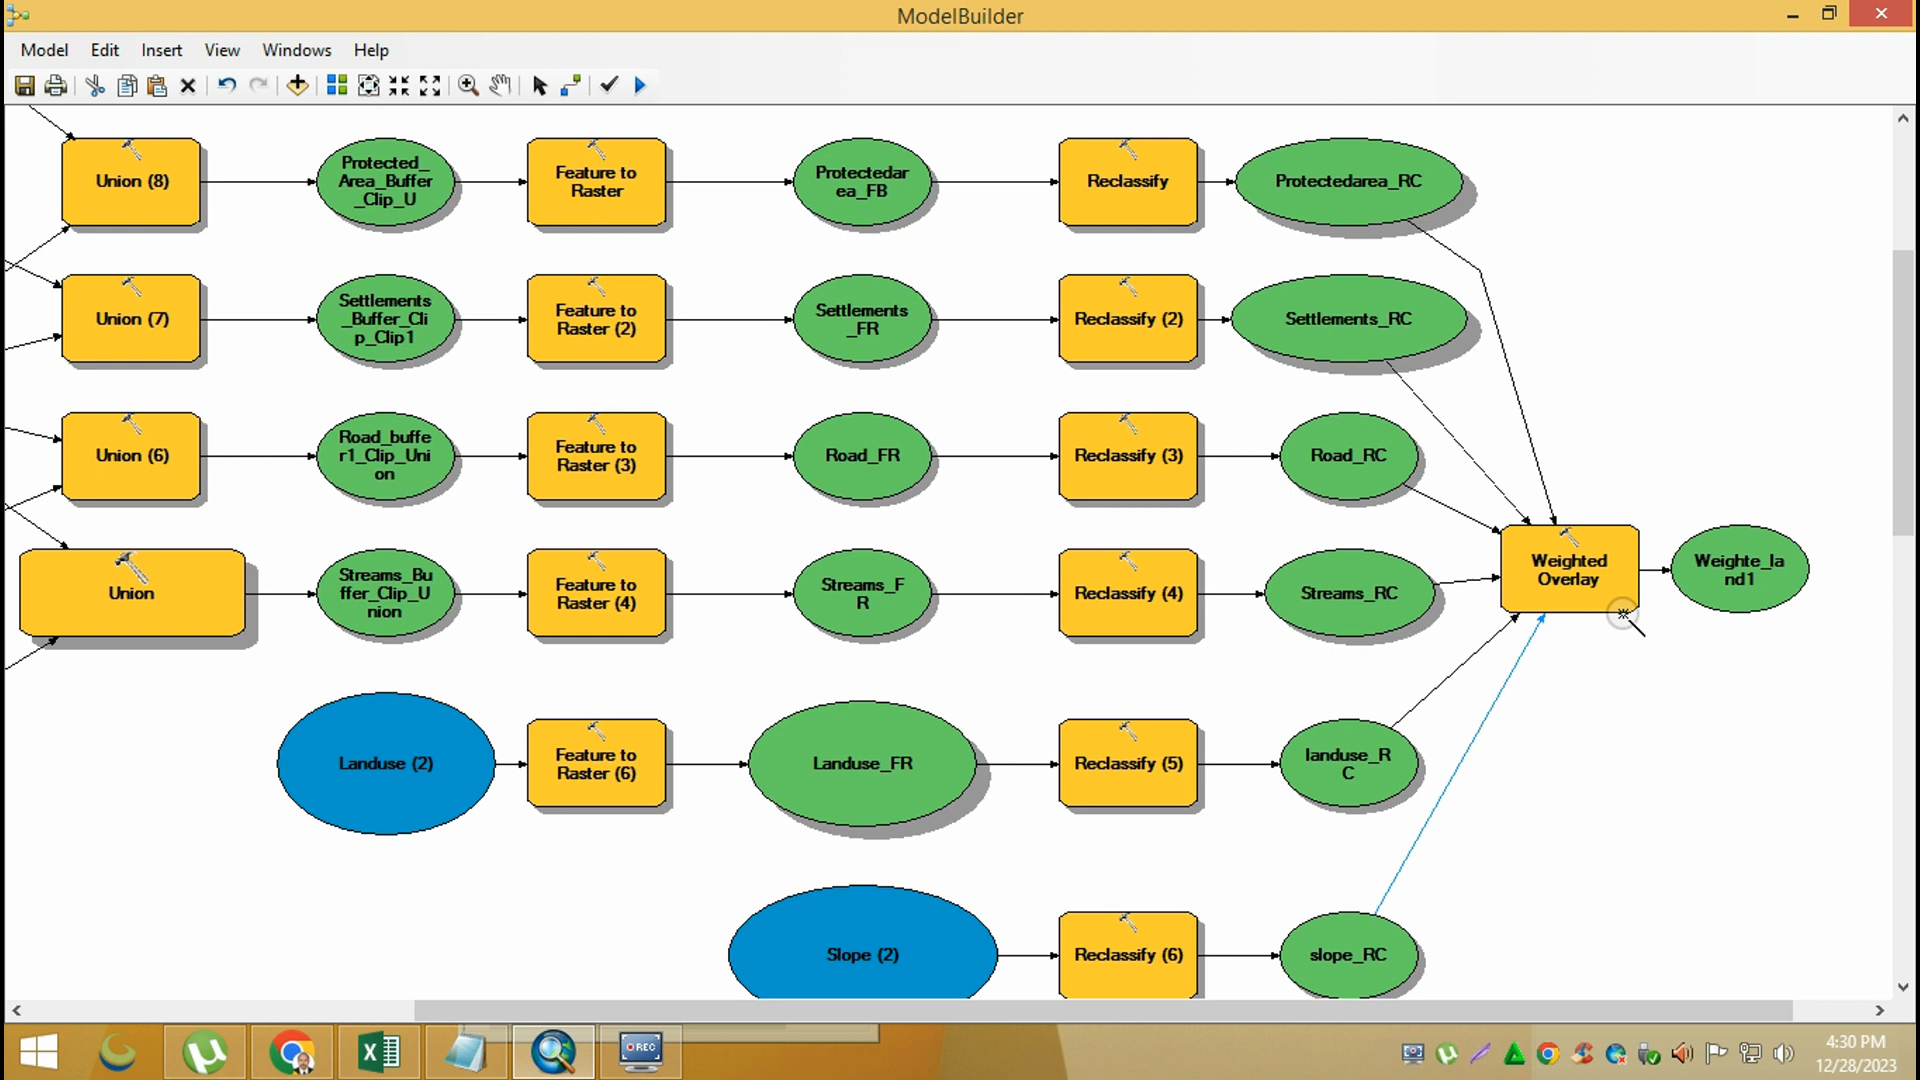 ModelBuilder
Model Edit Insert View Windows Help
Union (8)
Protected_
Area_Buffer
_Clip_U
Feature to
Raster
Protectedar
ea_FB
Reclassify
Protectedarea_RC
Union (7)
Settlements
_Buffer_Cli
p_Clip1
Feature to
Raster (2)
Settlements
_FR
Reclassify (2)
Settlements_RC
Union (6)
Road_buffe
r1_Clip_Uni
on
Feature to
Raster (3)
Road_FR
Reclassify (3)
Road_RC
Weighted
Overlay
Weighte_la
nd1
Union
Streams_Bu
ffer_Clip_U
nion
Feature to
Raster (4)
Streams_F
R
Reclassify (4)
Streams_RC
Landuse (2)
Feature to
Raster (6)
Landuse_FR
Reclassify (5)
landuse_R
C
Slope (2)
Reclassify (6)
slope_RC
REC
4:30 PM
12/28/2023